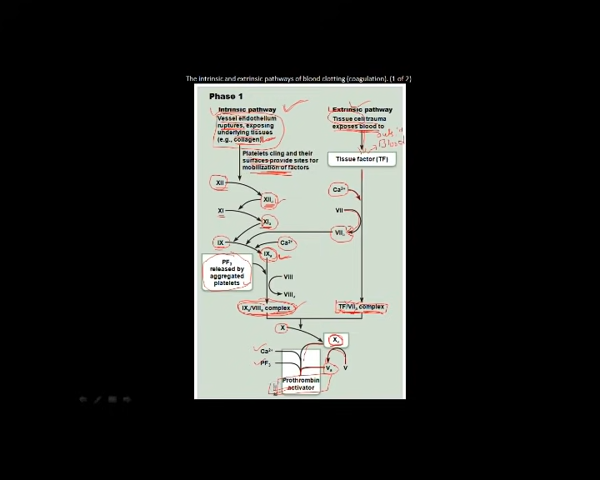 The intrinsic and extrinsic pathways of blood clotting (coagulation). (1 of 2)
Phase 1
Intrinsic pathway
Vessel endothelium
ruptures, exposing
underlying tissues
(e.g., collagen)
Extrinsic pathway
Tissue cell trauma
exposes blood to
Blood
Platelets cling and their
surfaces provide sites for
mobilization of factors
Tissue factor (TF)
XII
Ca²⁺
XIIₐ
XI
VII
XIₐ
VIIₐ
IX
Ca²⁺
IXₐ
PF₃
released by
aggregated
platelets
VIII
VIIIₐ
IXₐ/VIIIₐ complex
TF/VIIₐ complex
X
Xₐ
Ca²⁺
PF₃
Vₐ
V
Prothrombin
activator